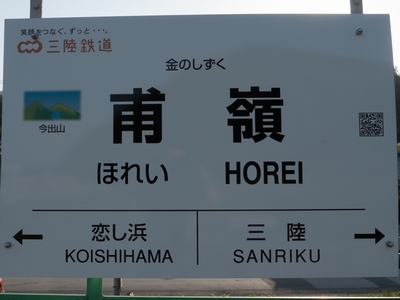 笑顔をつなぐ、ずっと・・・。
三陸鉄道
金のしずく
甫嶺
今出山
ほれい HOREI
恋し浜 三陸
KOISHIHAMA SANRIKU